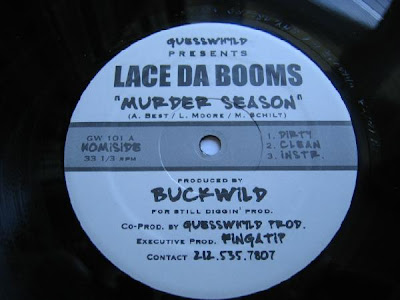 GUESSWHYLD
PRESENTS
LACE DA BOOMS
"MURDER SEASON"
(A. BEST / L. MOORE / M. SCHILT)
GW 101 A
HOMISIDE
33 1/3 RPM
1. DIRTY
2. CLEAN
3. INSTR.
PRODUCED BY
BUCKWILD
FOR STILL DIGGIN' PROD.
CO-PROD. BY GUESSWHYLD PROD.
EXECUTIVE PROD. FINGATIP
CONTACT 212.535.7807